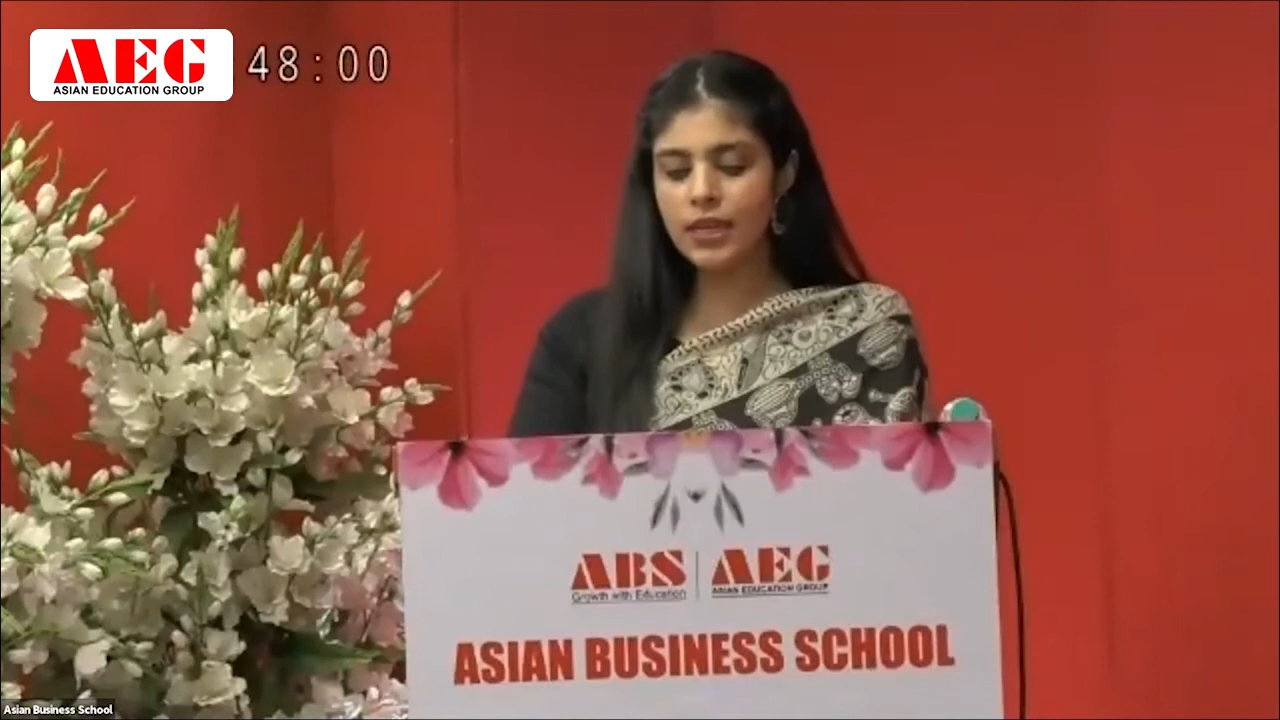 AEG
ASIAN EDUCATION GROUP
48:00
ABS
Growth with Education
AEG
ASIAN EDUCATION GROUP
ASIAN BUSINESS SCHOOL
Asian Business School